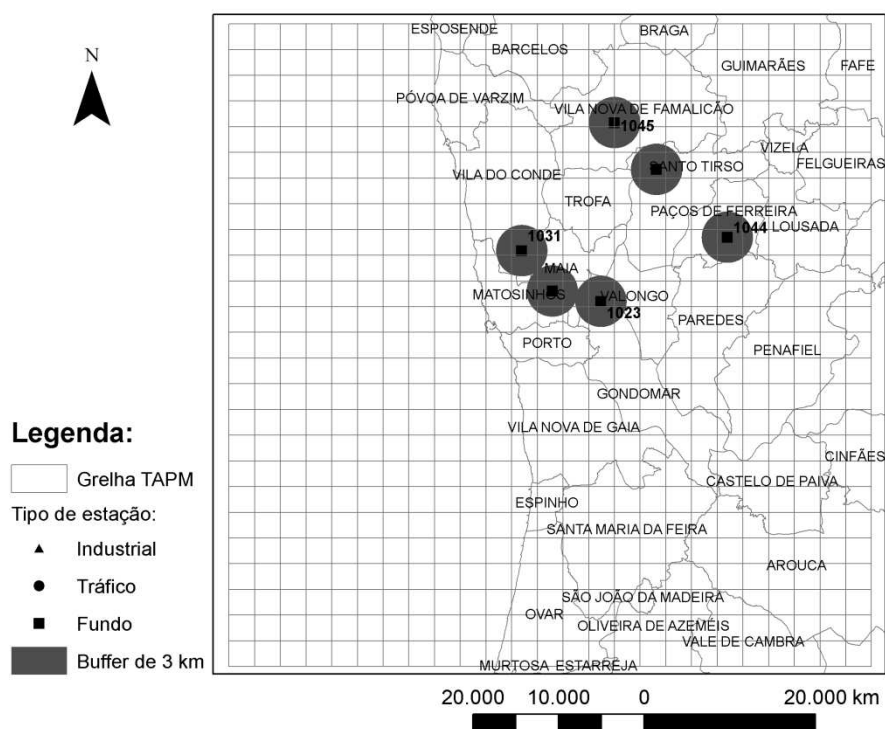 N
ESPOSENDE
BRAGA
BARCELOS
GUIMARÃES
FAFE
PÓVOA DE VARZIM
VILA NOVA DE FAMALICÃO
1045
VIZELA
SANTO TIRSO
FELGUEIRAS
VILA DO CONDE
TROFA
PAÇOS DE FERREIRA
1044
LOUSADA
1031
MAIA
MATOSINHOS
VALONGO
1023
PAREDES
PORTO
PENAFIEL
GONDOMAR
VILA NOVA DE GAIA
CINFÃES
CASTELO DE PAIVA
ESPINHO
SANTA MARIA DA FEIRA
AROUCA
SÃO JOÃO DA MADEIRA
OVAR
OLIVEIRA DE AZEMÉIS
VALE DE CAMBRA
MURTOSA
ESTARREJA
Legenda:
Grelha TAPM
Tipo de estação:
Industrial
Tráfico
Fundo
Buffer de 3 km
20.000 10.000 0 20.000 km